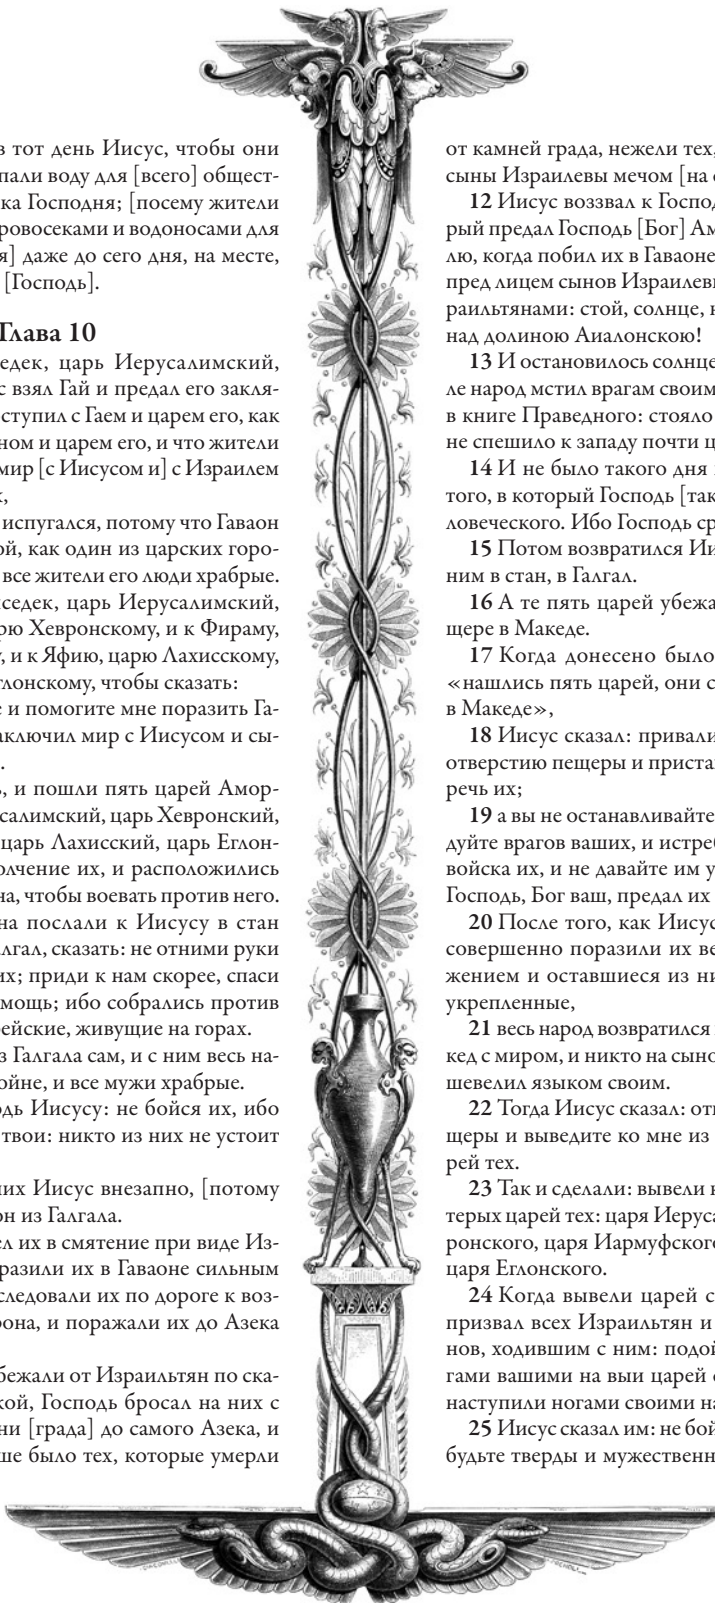 в тот день Иисус, чтобы они
пали воду для [всего] общест-
ка Господня; [посему жители
ровосеками и водоносами для
я] даже до сего дня, на месте,
[Господь].
Глава 10
едек, царь Иерусалимский,
с взял Гай и предал его закля-
ступил с Гаем и царем его, как
ном и царем его, и что жители
мир [с Иисусом и] с Израилем
испугался, потому что Гаваон
ой, как один из царских горо-
все жители его люди храбрые.
седек, царь Иерусалимский,
рю Хевронскому, и к Фираму,
у, и к Яфию, царю Лахисскому,
глонскому, чтобы сказать:
е и помогите мне поразить Га-
аключил мир с Иисусом и сы-
.
ь, и пошли пять царей Амор-
салимский, царь Хевронский,
царь Лахисский, царь Еглон-
олчение их, и расположились
на, чтобы воевать против него.
на послали к Иисусу в стан
лгал, сказать: не отними руки
их; приди к нам скорее, спаси
мощь; ибо собрались против
рейские, живущие на горах.
з Галгала сам, и с ним весь на-
ойне, и все мужи храбрые.
дь Иисусу: не бойся их, ибо
твои: никто из них не устоит
них Иисус внезапно, [потому
он из Галгала.
ел их в смятение при виде Из-
разили их в Гаваоне сильным
следовали их по дороге к воз-
рона, и поражали их до Азека
бежали от Израильтян по ска-
кой, Господь бросал на них с
ни [града] до самого Азека, и
ше было тех, которые умерли
от камней града, нежели тех,
сыны Израилевы мечом [на
12 Иисус воззвал к Господ
рый предал Господь [Бог] Ам
лю, когда побил их в Гаваоне
пред лицем сынов Израилевы
раильтянами: стой, солнце, н
над долиною Аиалонскою!
13 И остановилось солнце
ле народ мстил врагам своим
в книге Праведного: стояло
не спешило к западу почти ц
14 И не было такого дня
того, в который Господь [так
ловеческого. Ибо Господь ср
15 Потом возвратился Ии
ним в стан, в Галгал.
16 А те пять царей убежа
щере в Македе.
17 Когда донесено было
«нашлись пять царей, они с
в Македе»,
18 Иисус сказал: привали
отверстию пещеры и пристав
речь их;
19 а вы не останавливайте
дуйте врагов ваших, и истреб
войска их, и не давайте им у
Господь, Бог ваш, предал их
20 После того, как Иисус
совершенно поразили их ве
жением и оставшиеся из ни
укрепленные,
21 весь народ возвратился
кед с миром, и никто на сыно
шевелил языком своим.
22 Тогда Иисус сказал: отв
щеры и выведите ко мне из
рей тех.
23 Так и сделали: вывели к
терых царей тех: царя Иеруса
ронского, царя Иармуфского
царя Еглонского.
24 Когда вывели царей с
призвал всех Израильтян и
нов, ходившим с ним: подой
гами вашими на выи царей с
наступили ногами своими на
25 Иисус сказал им: не бой
будьте тверды и мужественн